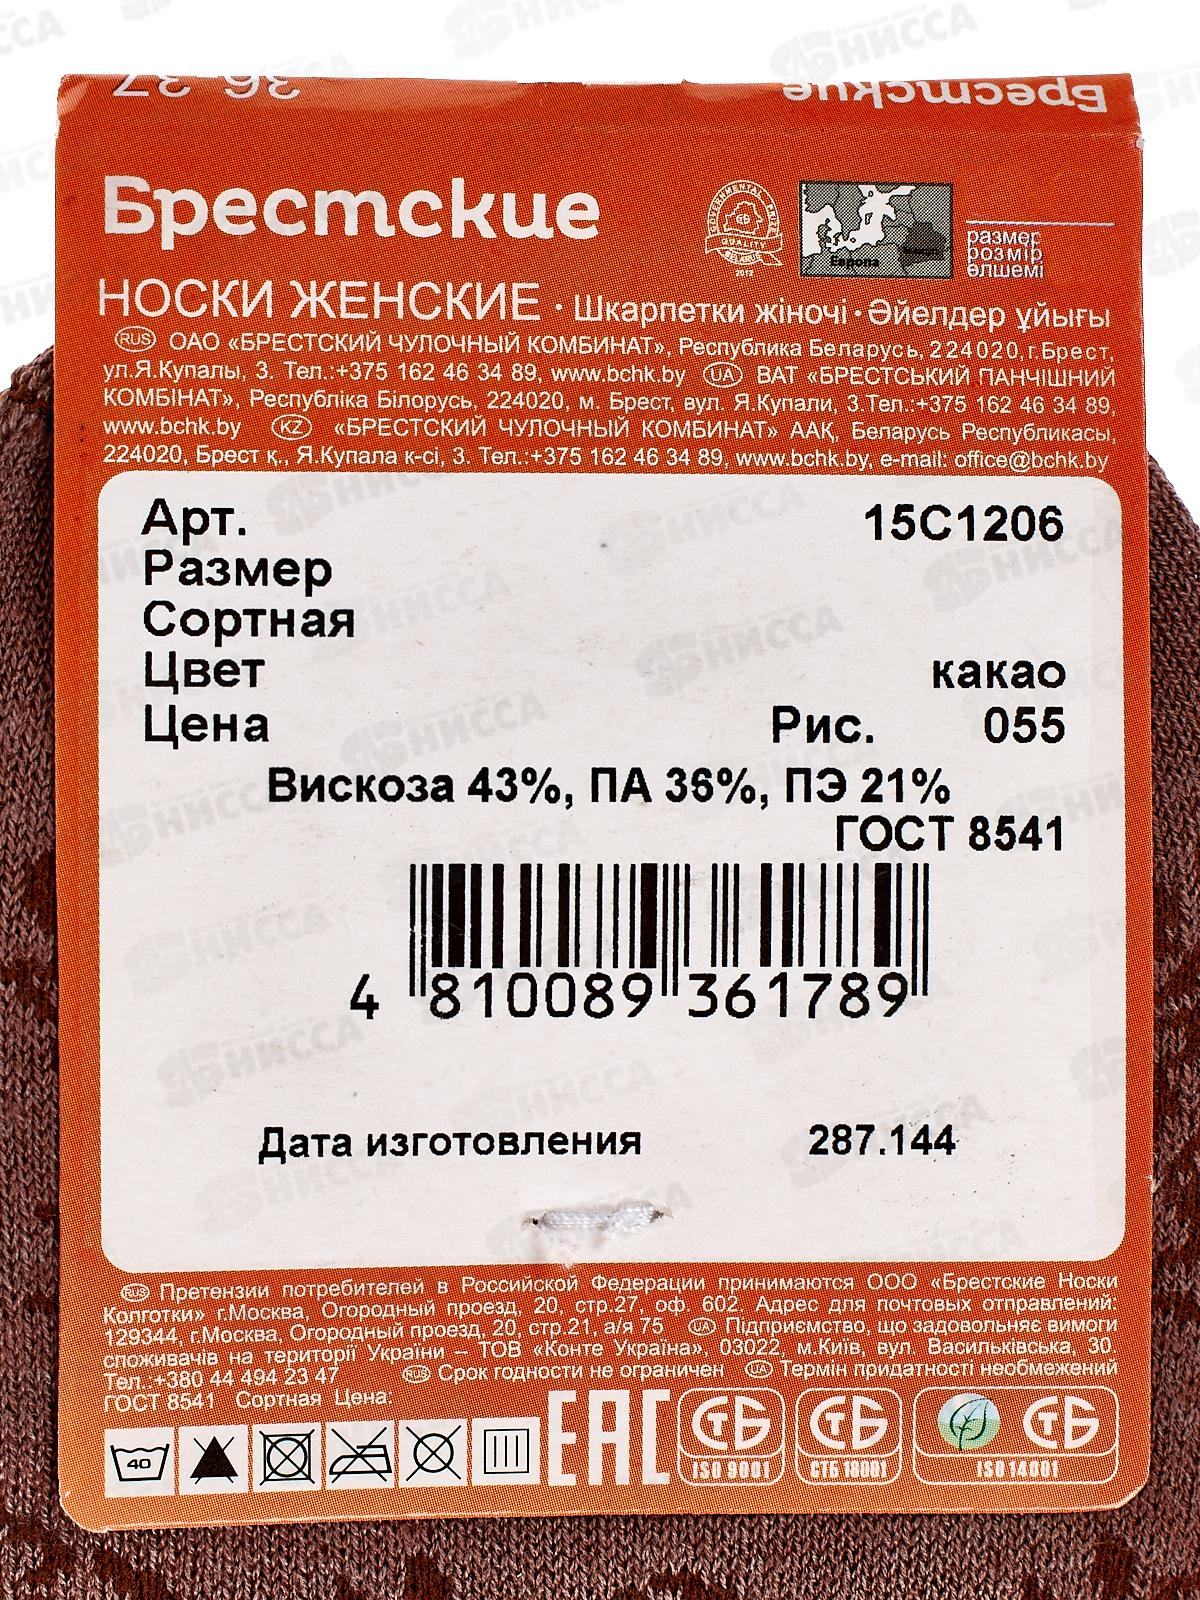 36-37 Брестские
Брестские
GOVERNMENTAL PRIZE
QUALITY
BELARUS
2012
Европа
размер
розмір
өлшемі
НОСКИ ЖЕНСКИЕ · Шкарпетки жіночі · Әйелдер ұйығы
RUS ОАО «БРЕСТСКИЙ ЧУЛОЧНЫЙ КОМБИНАТ», Республика Беларусь, 224020, г.Брест,
ул.Я.Купалы, 3. Тел.:+375 162 46 34 89, www.bchk.by UA ВАТ «БРЕСТСЬКИЙ ПАНЧІШНИЙ
КОМБІНАТ», Республіка Білорусь, 224020, м. Брест, вул. Я.Купали, 3.Тел.:+375 162 46 34 89,
www.bchk.by KZ «БРЕСТСКИЙ ЧУЛОЧНЫЙ КОМБИНАТ» ААҚ, Беларусь Республикасы,
224020, Брест қ., Я.Купала к-сі, 3. Тел.:+375 162 46 34 89, www.bchk.by, e-mail: office@bchk.by
Арт. 15С1206
Размер
Сортная
Цвет какао
Цена Рис. 055
Вискоза 43%, ПА 36%, ПЭ 21%
ГОСТ 8541
4 810089 361789
Дата изготовления 287.144
RUS Претензии потребителей в Российской Федерации принимаются ООО «Брестские Носки
Колготки» г.Москва, Огородный проезд, 20, стр.27, оф. 602. Адрес для почтовых отправлений:
129344, г.Москва, Огородный проезд, 20, стр.21, а/я 75 UA Підприємство, що задовольняє вимоги
споживачів на території України – ТОВ «Конте Україна», 03022, м.Київ, вул. Васильківська, 30.
Тел.:+380 44 494 23 47 RUS Срок годности не ограничен UA Термін придатності необмежений
ГОСТ 8541 Сортная Цена:
40
EAC
СТБ ISO 9001
СТБ СТБ 18001
СТБ ISO 14001
ЯБНИССА